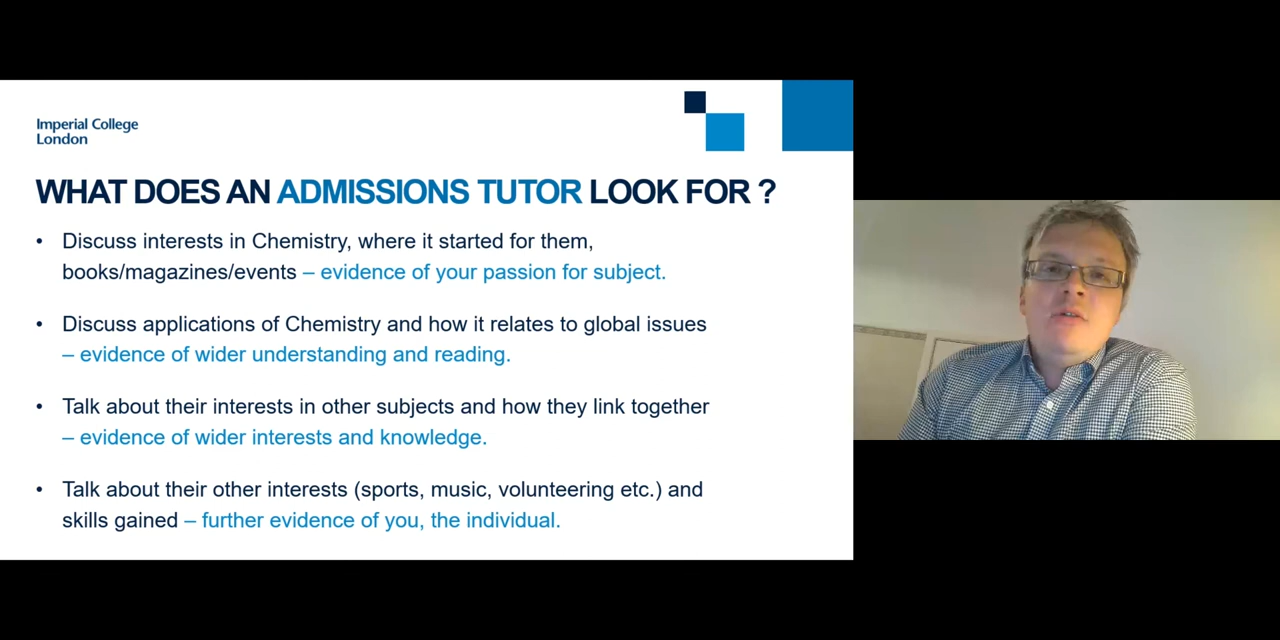 Imperial College
London
WHAT DOES AN ADMISSIONS TUTOR LOOK FOR ?
• Discuss interests in Chemistry, where it started for them,
books/magazines/events – evidence of your passion for subject.
• Discuss applications of Chemistry and how it relates to global issues
– evidence of wider understanding and reading.
• Talk about their interests in other subjects and how they link together
– evidence of wider interests and knowledge.
• Talk about their other interests (sports, music, volunteering etc.) and
skills gained – further evidence of you, the individual.